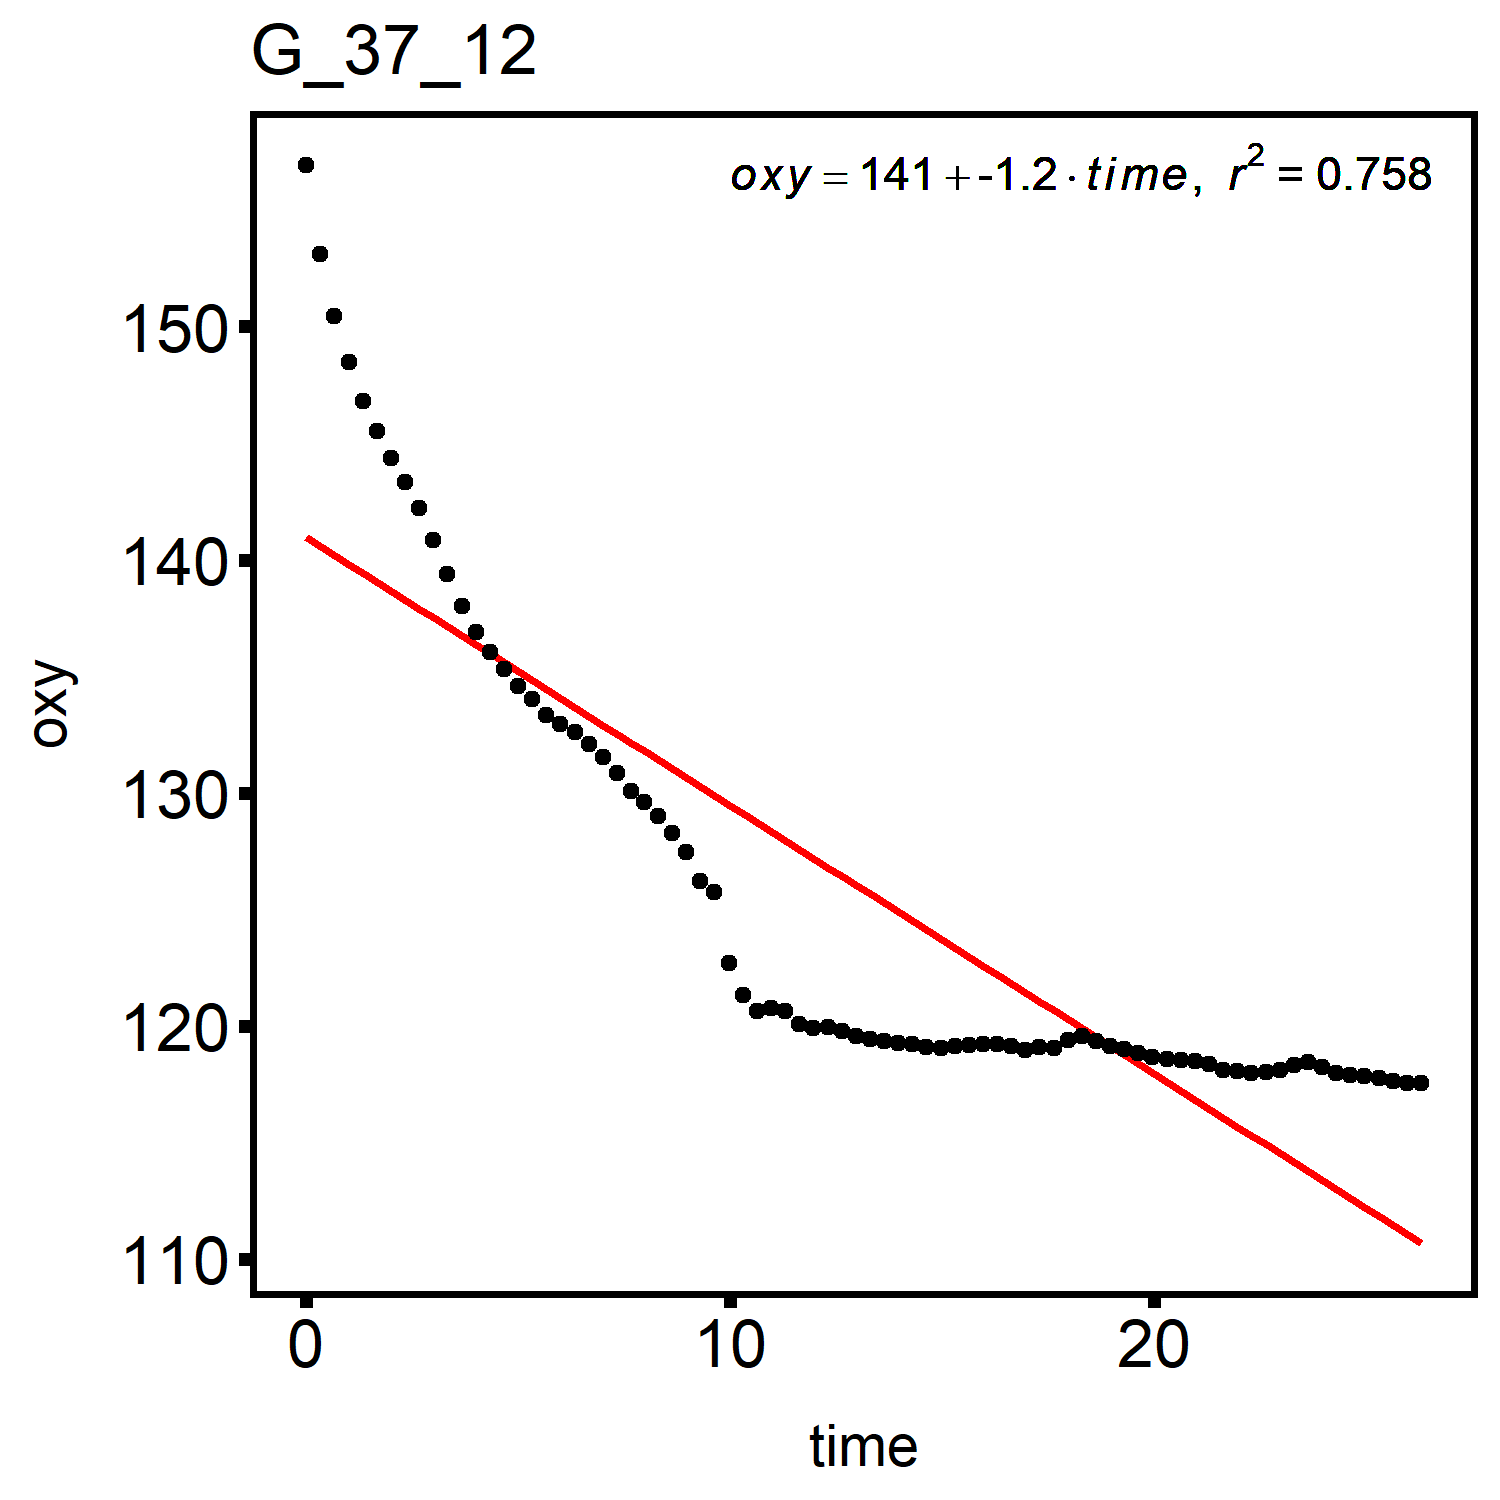 G_37_12
oxy = 141 + -1.2 · time, r² = 0.758
150
140
130
120
110
oxy
0 10 20
time